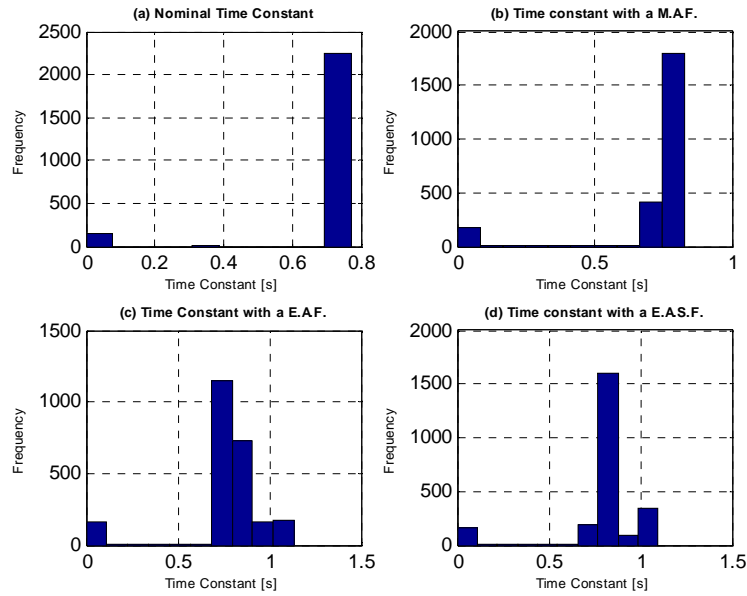 (a) Nominal Time Constant
2500
2000
1500
1000
500
0
Frequency
0 0.2 0.4 0.6 0.8
Time Constant [s]
(b) Time constant with a M.A.F.
2000
1500
1000
500
0
Frequency
0 0.5 1
Time Constant [s]
(c) Time Constant with a E.A.F.
1500
1000
500
0
Frequency
0 0.5 1 1.5
Time Constant [s]
(d) Time constant with a E.A.S.F.
2000
1500
1000
500
0
Frequency
0 0.5 1 1.5
Time Constant [s]